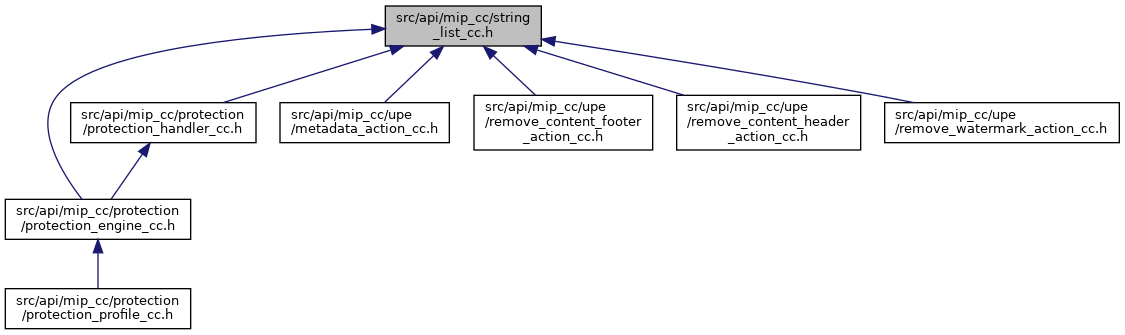 src/api/mip_cc/string
_list_cc.h
src/api/mip_cc/protection
/protection_handler_cc.h
src/api/mip_cc/upe
/metadata_action_cc.h
src/api/mip_cc/upe
/remove_content_footer
_action_cc.h
src/api/mip_cc/upe
/remove_content_header
_action_cc.h
src/api/mip_cc/upe
/remove_watermark_action_cc.h
src/api/mip_cc/protection
/protection_engine_cc.h
src/api/mip_cc/protection
/protection_profile_cc.h